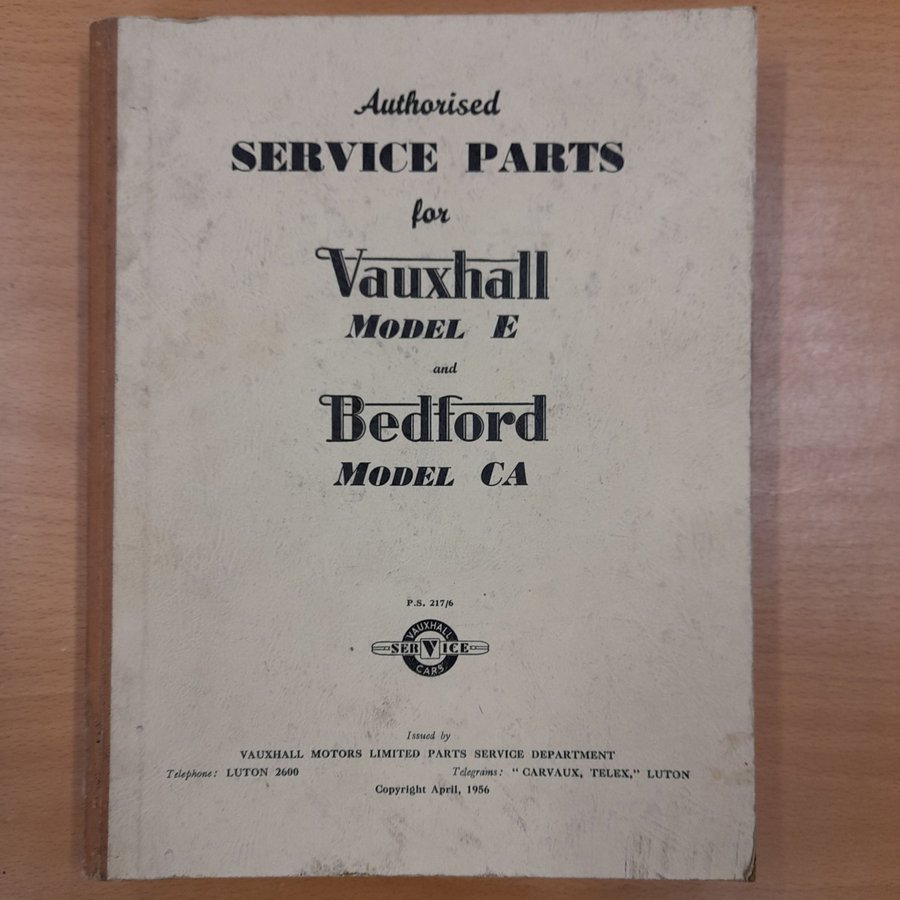 Authorised
SERVICE PARTS
for
Vauxhall
MODEL E
and
Bedford
MODEL CA
P.S. 217/6
VAUXHALL
SERVICE
CARS
Issued by
VAUXHALL MOTORS LIMITED PARTS SERVICE DEPARTMENT
Telephone: LUTON 2600 Telegrams: "CARVAUX, TELEX," LUTON
Copyright April, 1956